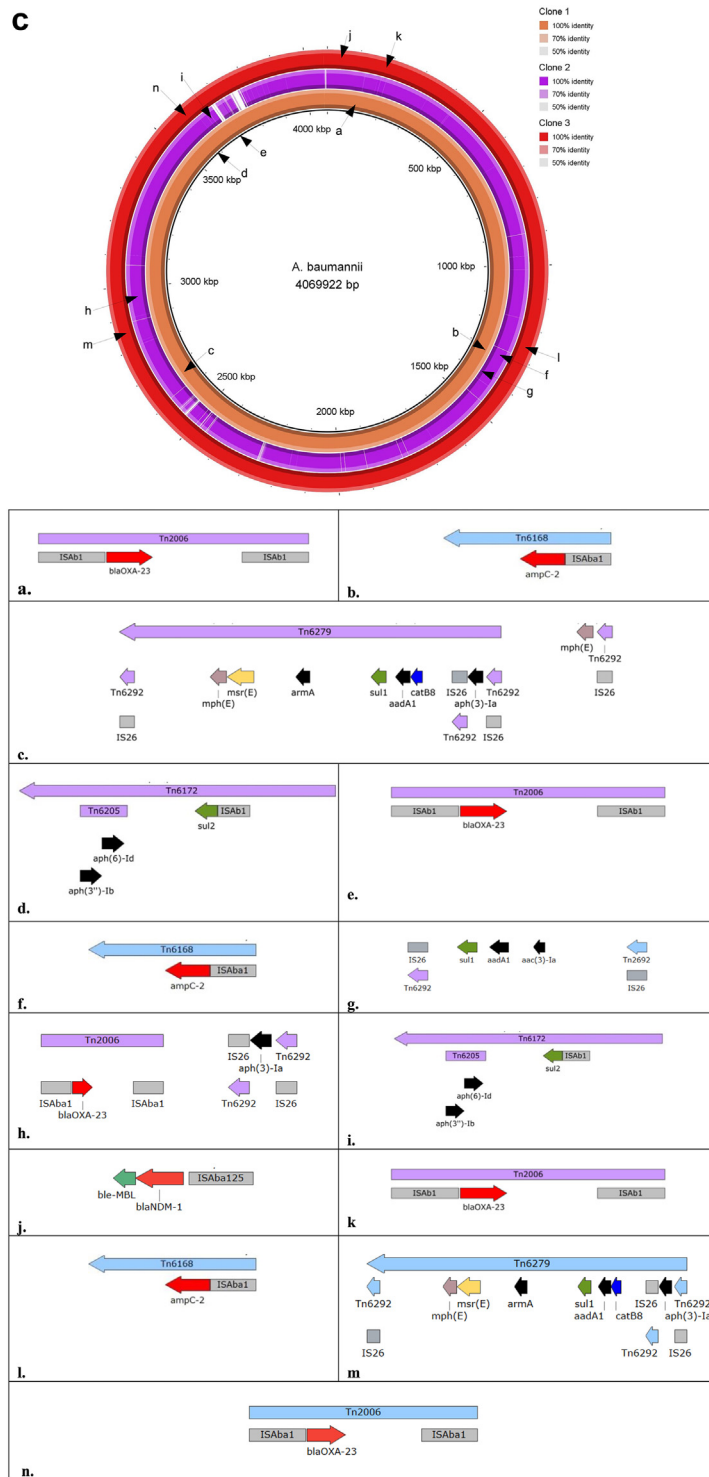 c
Clone 1
100% identity
70% identity
50% identity
Clone 2
100% identity
70% identity
50% identity
Clone 3
100% identity
70% identity
50% identity
j
k
n
i
a
e
d
h
m
c
b
l
f
g
4000 kbp
500 kbp
1000 kbp
1500 kbp
2000 kbp
2500 kbp
3000 kbp
3500 kbp
A. baumannii
4069922 bp
Tn2006
ISAb1
ISAb1
blaOXA-23
a.
Tn6168
ISAba1
ampC-2
b.
Tn6279
mph(E)
Tn6292
IS26
Tn6292
mph(E)
msr(E)
armA
sul1
aadA1
catB8
IS26
aph(3)-Ia
Tn6292
IS26
Tn6292
IS26
c.
Tn6172
Tn6205
ISAb1
sul2
aph(6)-Id
aph(3")-Ib
d.
Tn2006
ISAb1
ISAb1
blaOXA-23
e.
Tn6168
ISAba1
ampC-2
f.
IS26
sul1
aadA1
aac(3)-Ia
Tn2692
Tn6292
IS26
g.
Tn2006
IS26
aph(3)-Ia
Tn6292
ISAba1
blaOXA-23
ISAba1
Tn6292
IS26
h.
Tn6172
Tn6205
ISAb1
sul2
aph(6)-Id
aph(3")-Ib
i.
ISAba125
ble-MBL
blaNDM-1
j.
Tn2006
ISAb1
ISAb1
blaOXA-23
k.
Tn6168
ISAba1
ampC-2
l.
Tn6279
Tn6292
mph(E)
msr(E)
armA
sul1
aadA1
catB8
IS26
aph(3)-Ia
Tn6292
IS26
Tn6292
IS26
m
Tn2006
ISAba1
ISAba1
blaOXA-23
n.